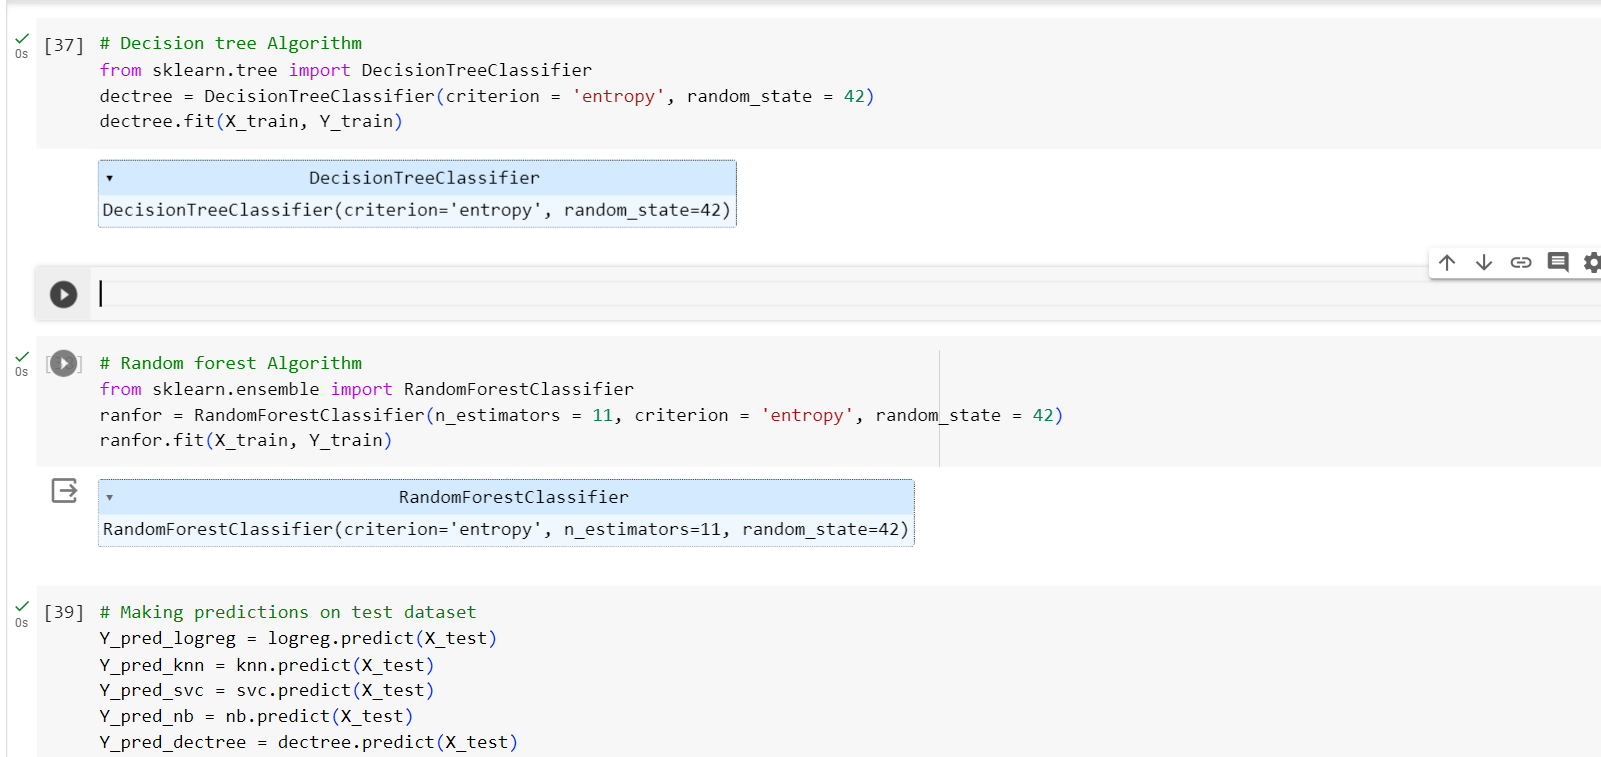 0s
[37] # Decision tree Algorithm
from sklearn.tree import DecisionTreeClassifier
dectree = DecisionTreeClassifier(criterion = 'entropy', random_state = 42)
dectree.fit(X_train, Y_train)
DecisionTreeClassifier
DecisionTreeClassifier(criterion='entropy', random_state=42)
0s
# Random forest Algorithm
from sklearn.ensemble import RandomForestClassifier
ranfor = RandomForestClassifier(n_estimators = 11, criterion = 'entropy', random_state = 42)
ranfor.fit(X_train, Y_train)
RandomForestClassifier
RandomForestClassifier(criterion='entropy', n_estimators=11, random_state=42)
0s
[39] # Making predictions on test dataset
Y_pred_logreg = logreg.predict(X_test)
Y_pred_knn = knn.predict(X_test)
Y_pred_svc = svc.predict(X_test)
Y_pred_nb = nb.predict(X_test)
Y_pred_dectree = dectree.predict(X_test)